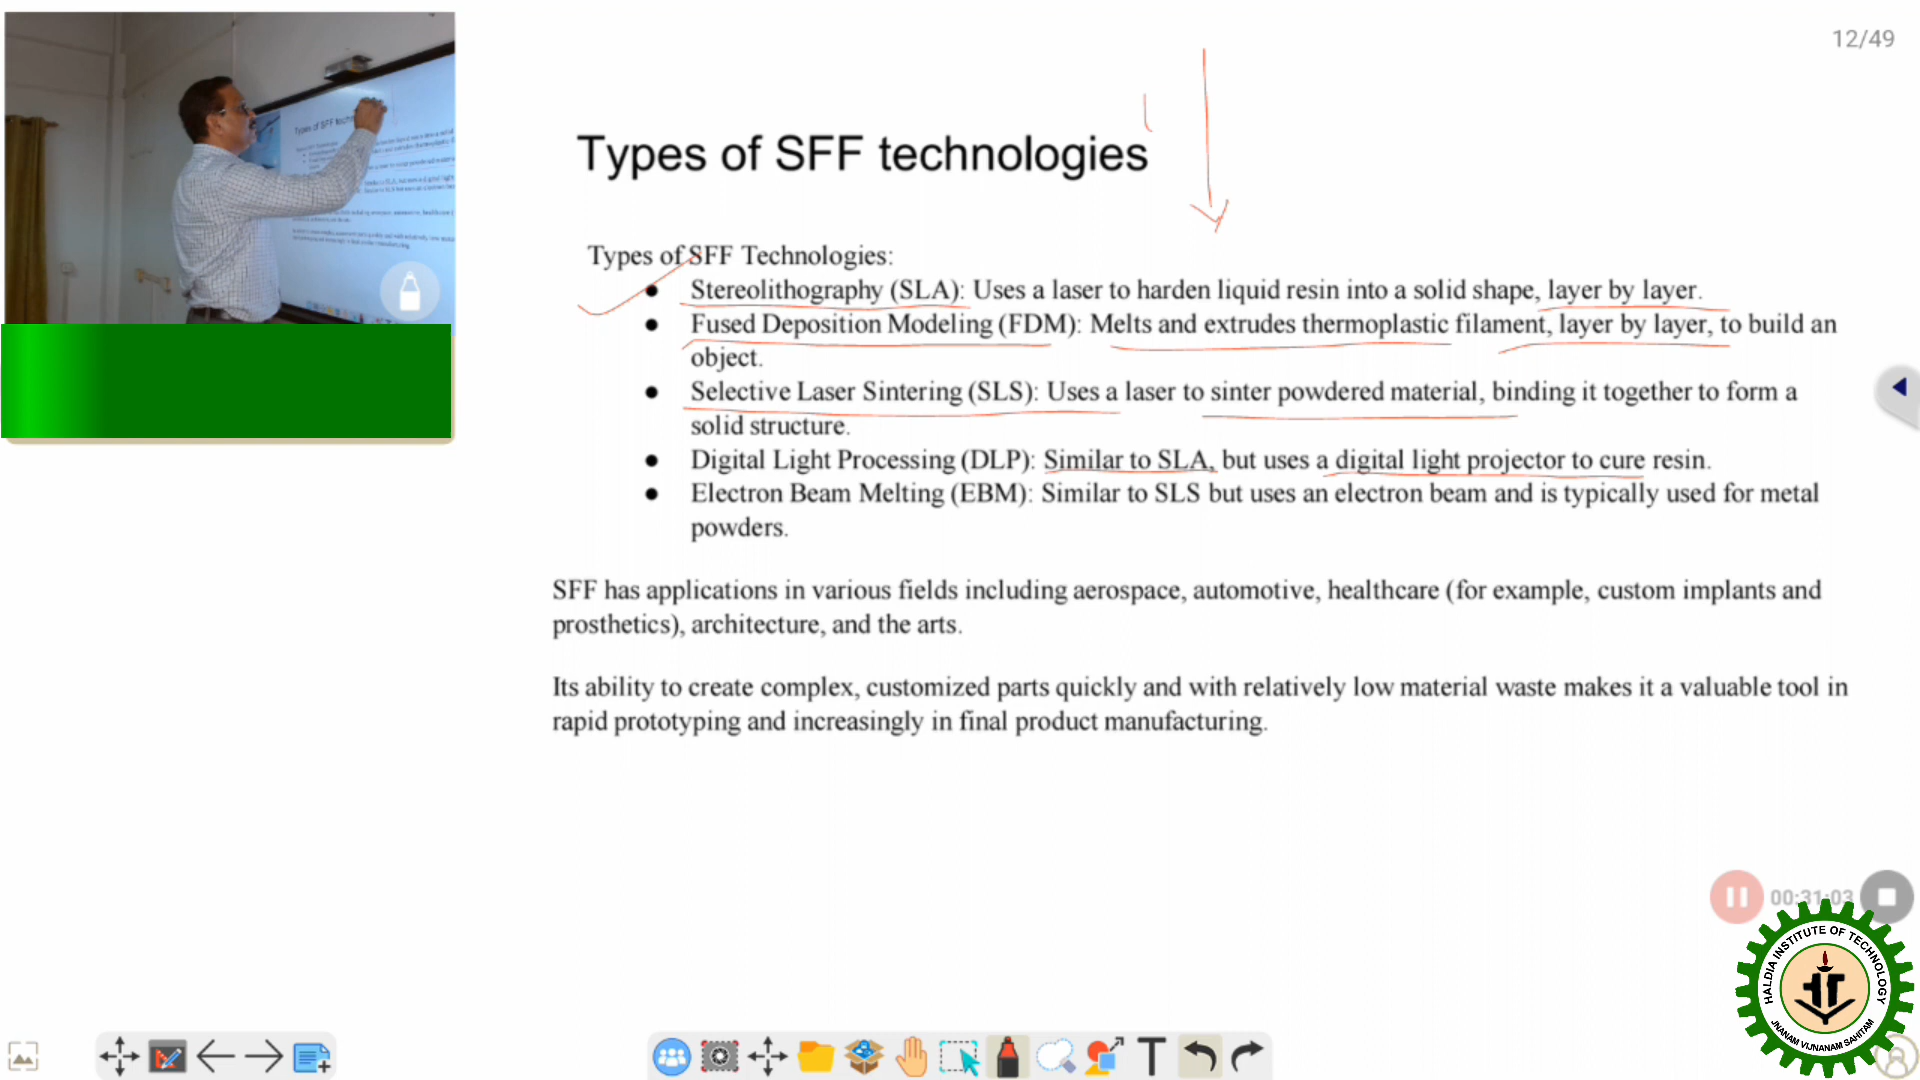 12/49
Types of SFF technologies
Types of SFF Technologies:
● Stereolithography (SLA): Uses a laser to harden liquid resin into a solid shape, layer by layer.
● Fused Deposition Modeling (FDM): Melts and extrudes thermoplastic filament, layer by layer, to build an
object.
● Selective Laser Sintering (SLS): Uses a laser to sinter powdered material, binding it together to form a
solid structure.
● Digital Light Processing (DLP): Similar to SLA, but uses a digital light projector to cure resin.
● Electron Beam Melting (EBM): Similar to SLS but uses an electron beam and is typically used for metal
powders.
SFF has applications in various fields including aerospace, automotive, healthcare (for example, custom implants and
prosthetics), architecture, and the arts.
Its ability to create complex, customized parts quickly and with relatively low material waste makes it a valuable tool in
rapid prototyping and increasingly in final product manufacturing.
00:31:03
HALDIA INSTITUTE OF TECHNOLOGY
JNANAM VIJNANAM SAHITAM